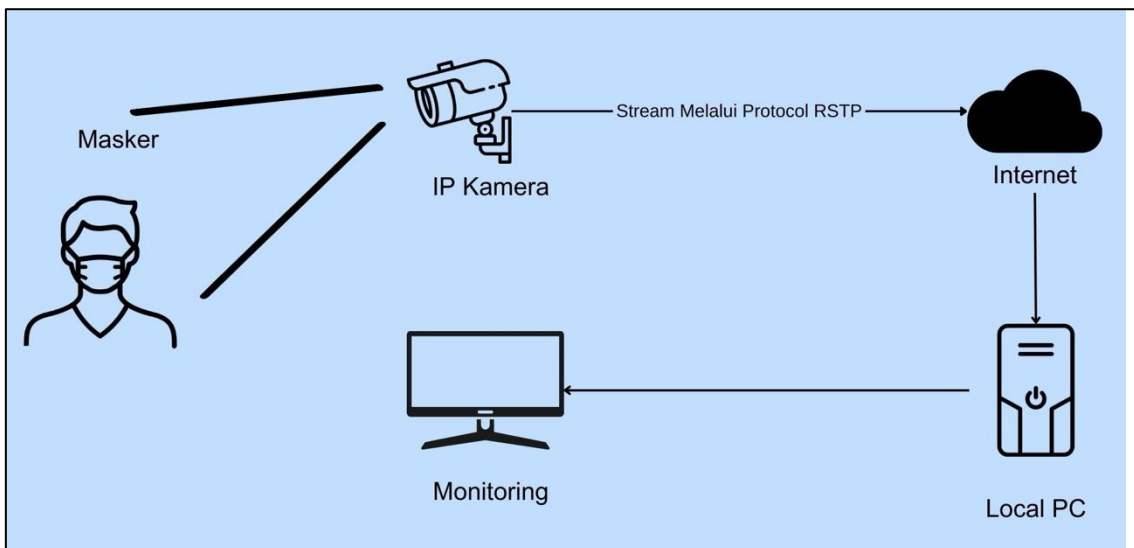 Masker
IP Kamera
Stream Melalui Protocol RSTP
Internet
Monitoring
Local PC